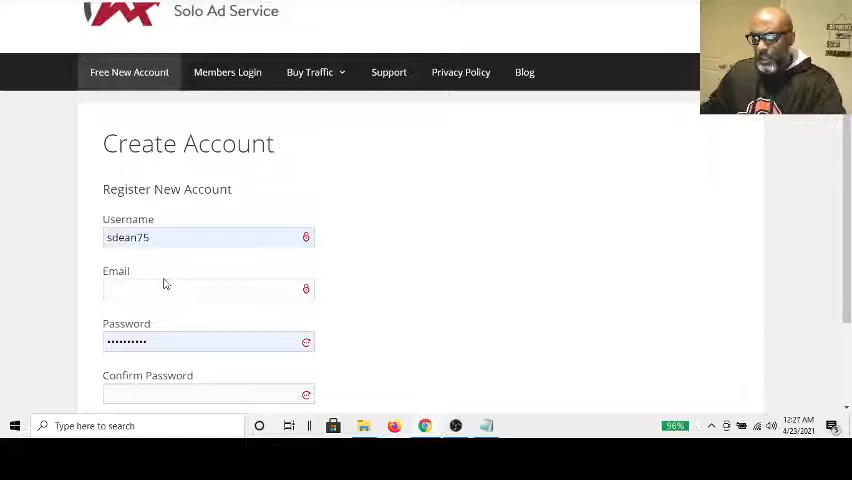 Solo Ad Service
Free New Account Members Login Buy Traffic Support Privacy Policy Blog
Create Account
Register New Account
Username
sdean75
Email
Password
Confirm Password
Type here to search
96%
12:27 AM
4/23/2021